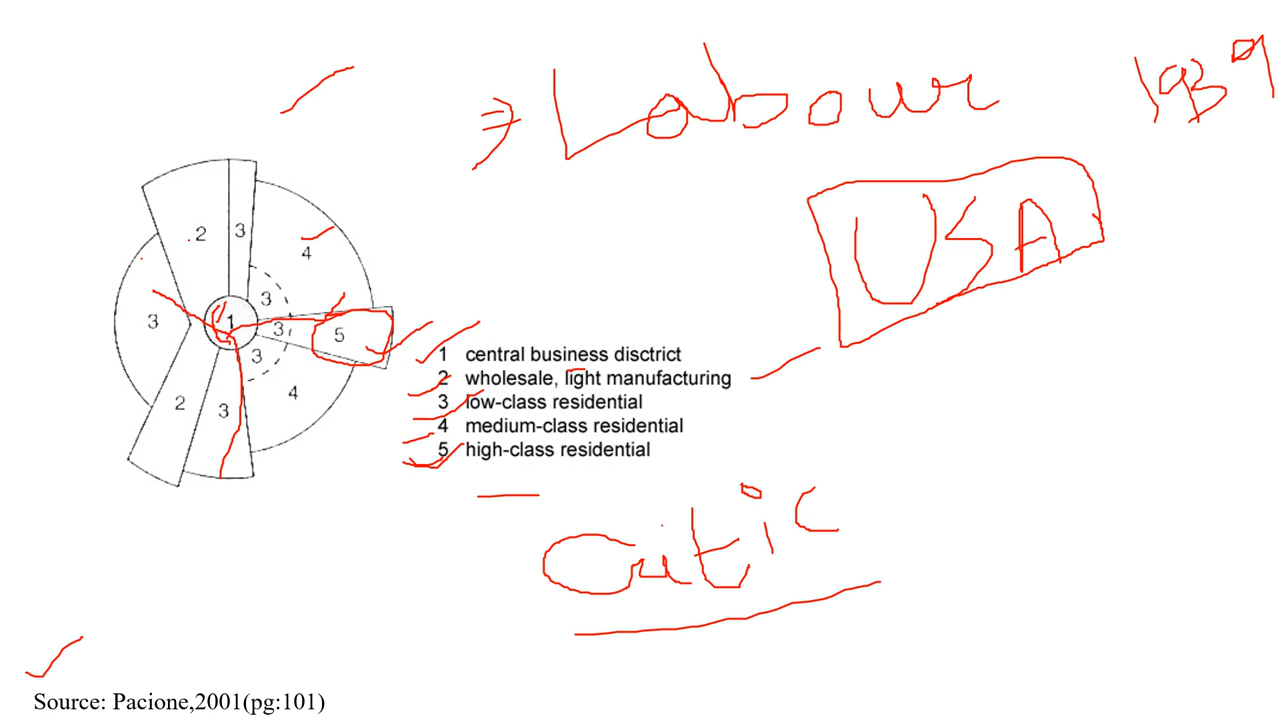 ⇒ Labour 1939
USA
2 3
4
3
3 1 3 5
3
2 3 4
1 central business disctrict
2 wholesale, light manufacturing
3 low-class residential
4 medium-class residential
5 high-class residential
Critic
Source: Pacione,2001(pg:101)